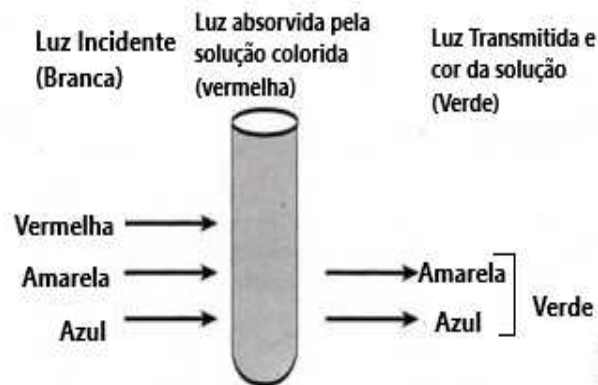 Luz Incidente
(Branca)
Luz absorvida pela
solução colorida
(vermelha)
Luz Transmitida e
cor da solução
(Verde)
Vermelha
Amarela
Azul
Amarela
Azul
Verde